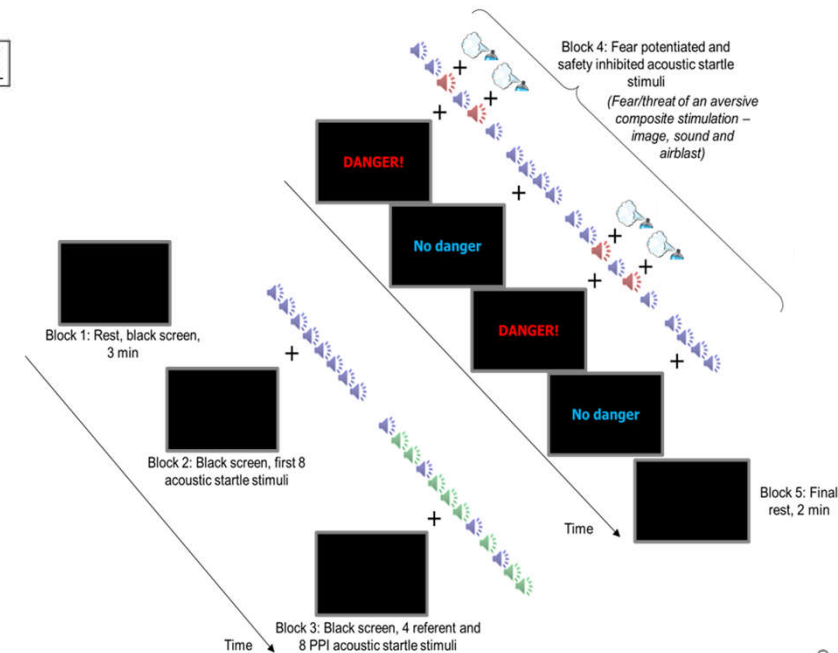 Block 4: Fear potentiated and
safety inhibited acoustic startle
stimuli
(Fear/threat of an aversive
composite stimulation –
image, sound and
airblast)
DANGER!
No danger
DANGER!
No danger
Block 1: Rest, black screen,
3 min
Block 2: Black screen, first 8
acoustic startle stimuli
Block 5: Final
rest, 2 min
Time
Block 3: Black screen, 4 referent and
8 PPI acoustic startle stimuli
Time